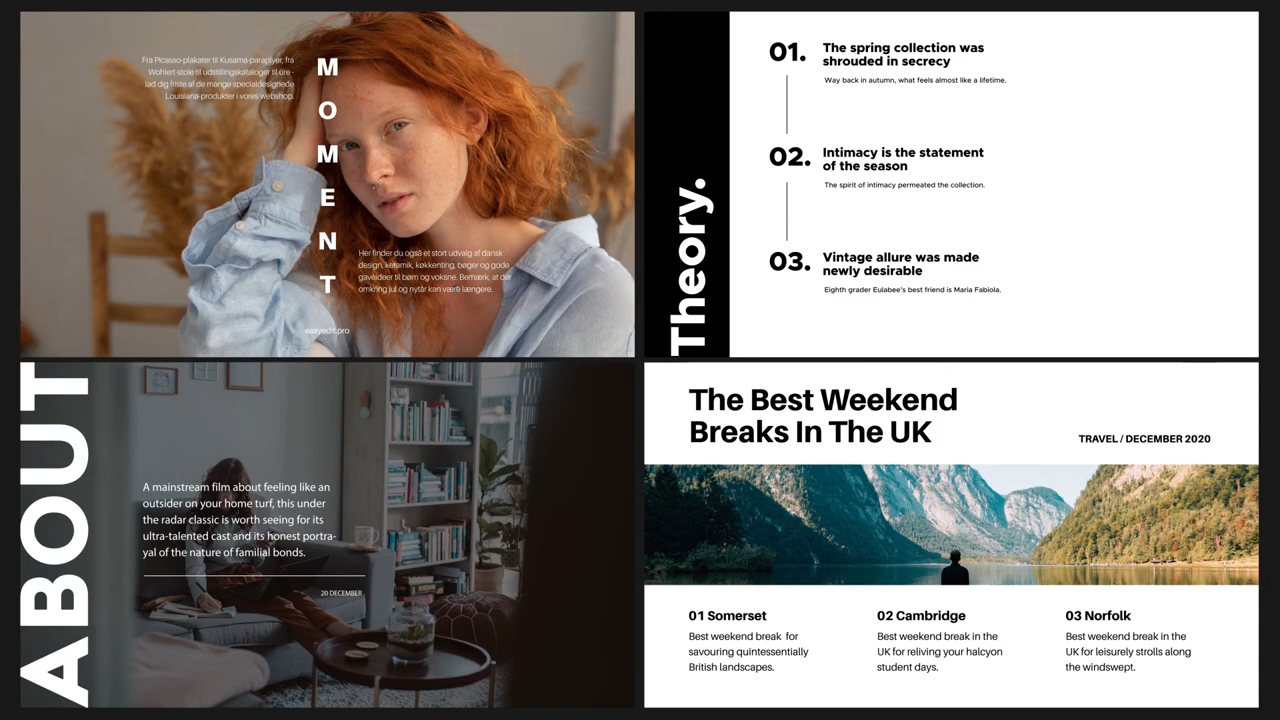 Fra Picasso-plakater til Kusama-paraplyer, fra
Wohlert-stole til udstillingskataloger til ure -
lad dig friste af de mange specialdesignede
Louisiana-produkter i vores webshop.
MOMENT
Her finder du også et stort udvalg af dansk
design, keramik, køkkenting, bøger og gode
gaveideer til børn og voksne. Bemærk, at der
omkring jul og nytår kan være længere.
easyedit.pro
Theory.
01.
The spring collection was
shrouded in secrecy
Way back in autumn, what feels almost like a lifetime.
02.
Intimacy is the statement
of the season
The spirit of intimacy permeated the collection.
03.
Vintage allure was made
newly desirable
Eighth grader Eulabee's best friend is Maria Fabiola.
ABOUT
A mainstream film about feeling like an
outsider on your home turf, this under
the radar classic is worth seeing for its
ultra-talented cast and its honest portra-
yal of the nature of familial bonds.
20 DECEMBER
The Best Weekend
Breaks In The UK
TRAVEL / DECEMBER 2020
01 Somerset
Best weekend break for
savouring quintessentially
British landscapes.
02 Cambridge
Best weekend break in the
UK for reliving your halcyon
student days.
03 Norfolk
Best weekend break in the
UK for leisurely strolls along
the windswept.